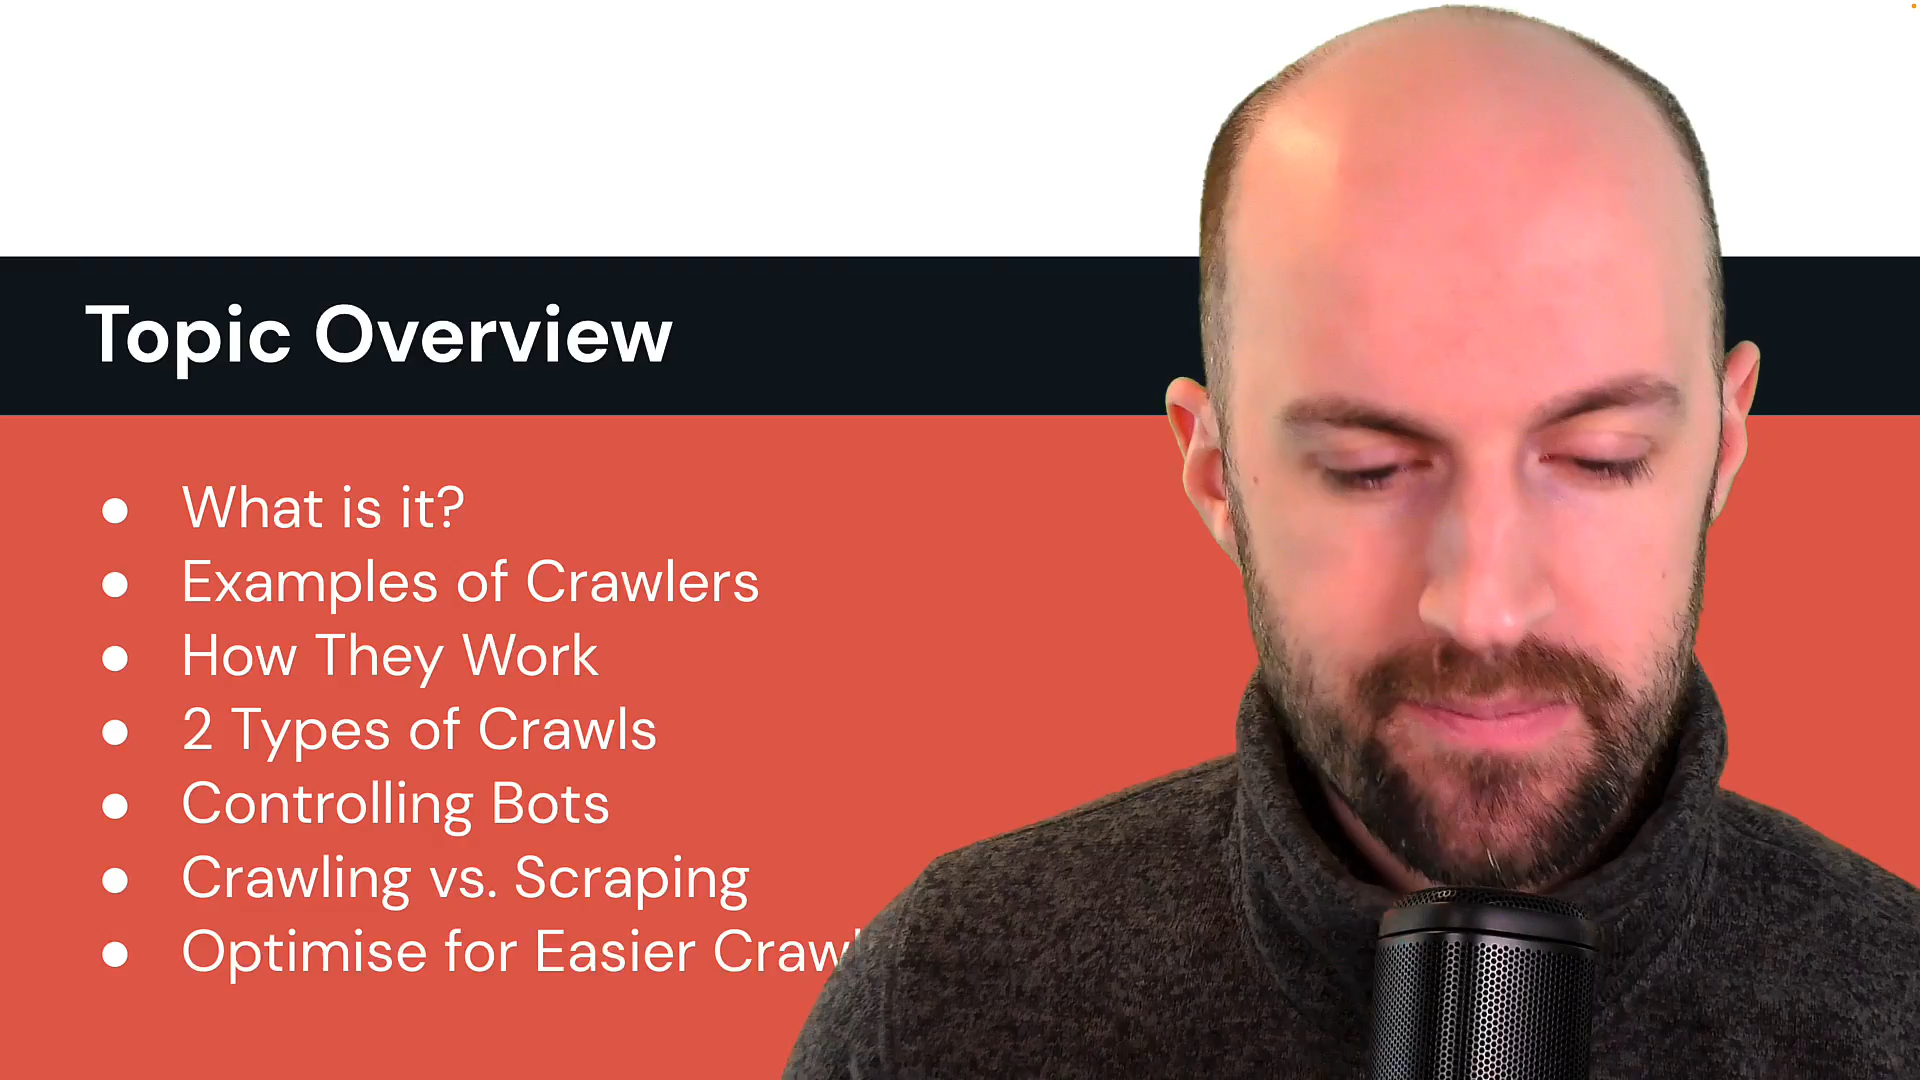 Topic Overview
● What is it?
● Examples of Crawlers
● How They Work
● 2 Types of Crawls
● Controlling Bots
● Crawling vs. Scraping
● Optimise for Easier